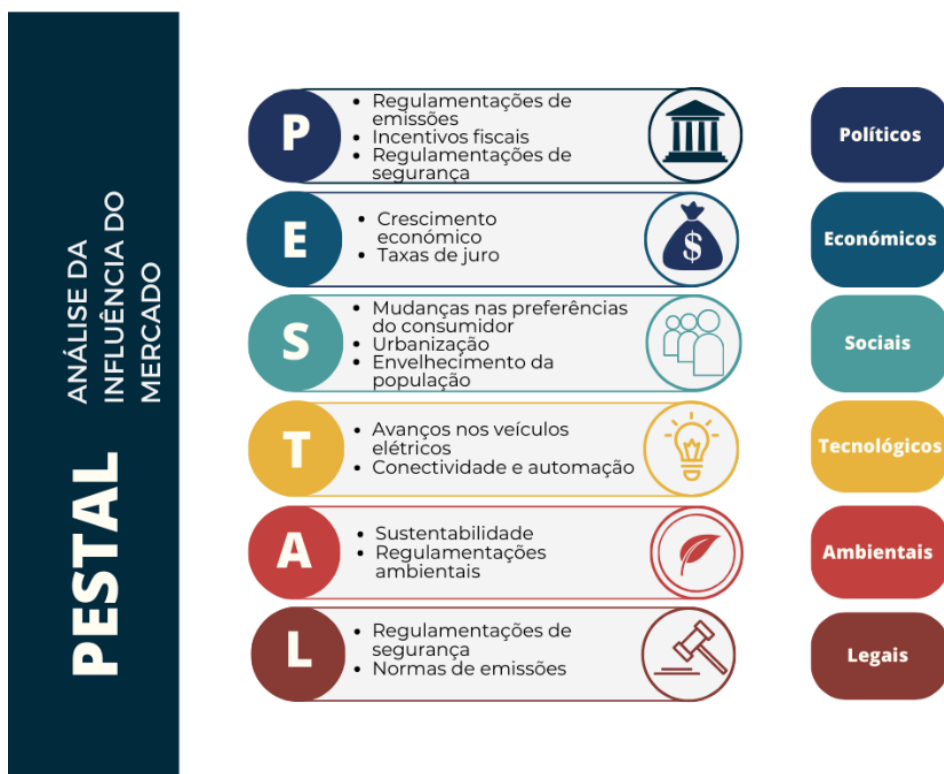 PESTAL
ANÁLISE DA
INFLUÊNCIA DO
MERCADO
P
• Regulamentações de
emissões
• Incentivos fiscais
• Regulamentações de
segurança
Políticos
E
• Crescimento
económico
• Taxas de juro
$
Económicos
S
• Mudanças nas preferências
do consumidor
• Urbanização
• Envelhecimento da
população
Sociais
T
• Avanços nos veículos
elétricos
• Conectividade e automação
Tecnológicos
A
• Sustentabilidade
• Regulamentações
ambientais
Ambientais
L
• Regulamentações de
segurança
• Normas de emissões
Legais